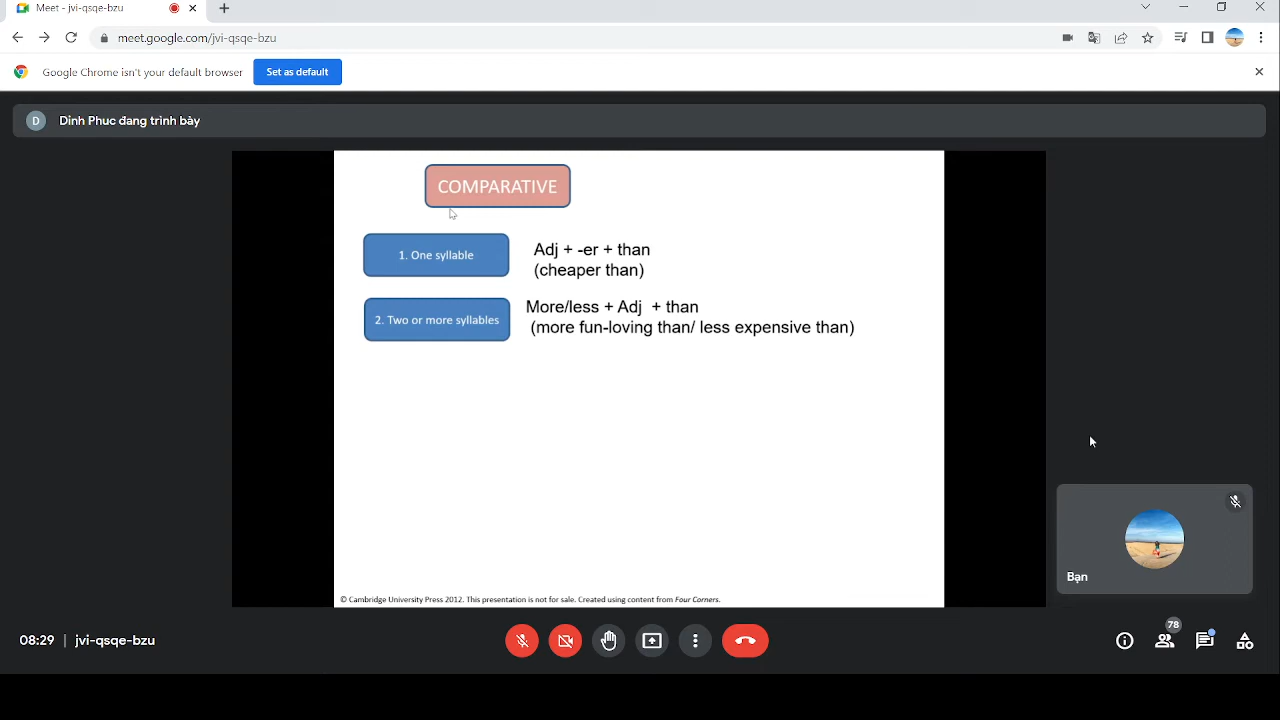 Meet - jvi-qsqe-bzu
meet.google.com/jvi-qsqe-bzu
Google Chrome isn't your default browser
Set as default
D
Dinh Phuc đang trình bày
COMPARATIVE
1. One syllable
Adj + -er + than
(cheaper than)
2. Two or more syllables
More/less + Adj + than
(more fun-loving than/ less expensive than)
Bạn
© Cambridge University Press 2012. This presentation is not for sale. Created using content from Four Corners.
08:29 | jvi-qsqe-bzu
78